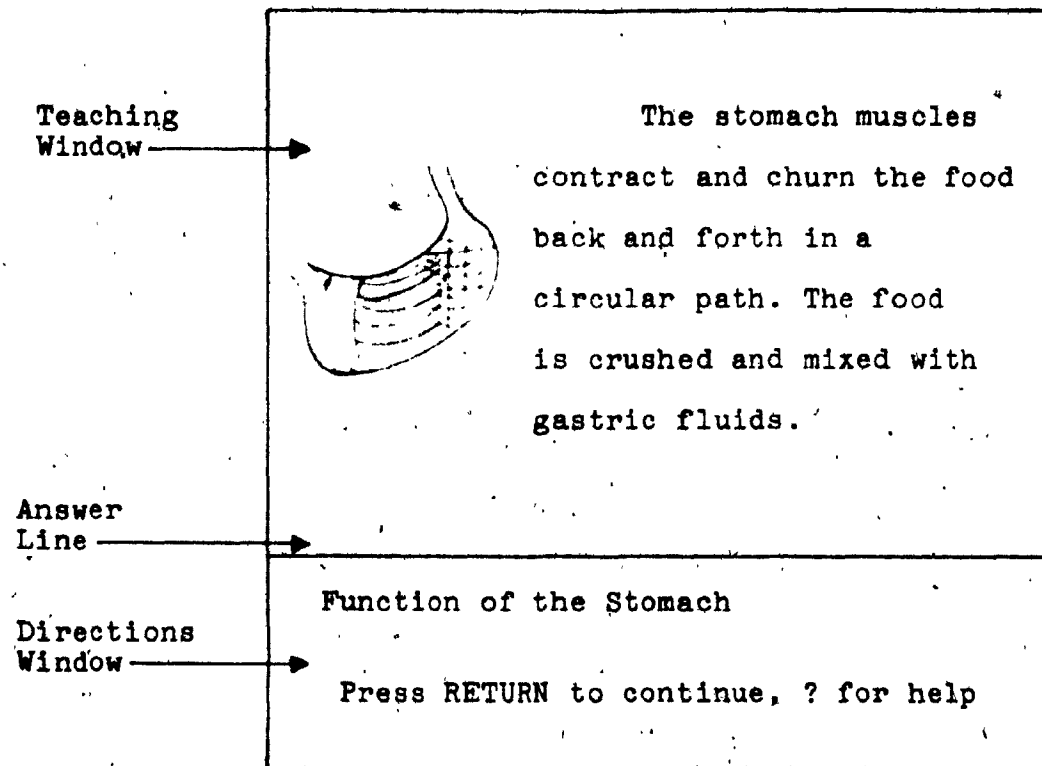 Teaching
Window
The stomach muscles
contract and churn the food
back and forth in a
circular path. The food
is crushed and mixed with
gastric fluids.
Answer
Line
Function of the Stomach
Directions
Window
Press RETURN to continue, ? for help